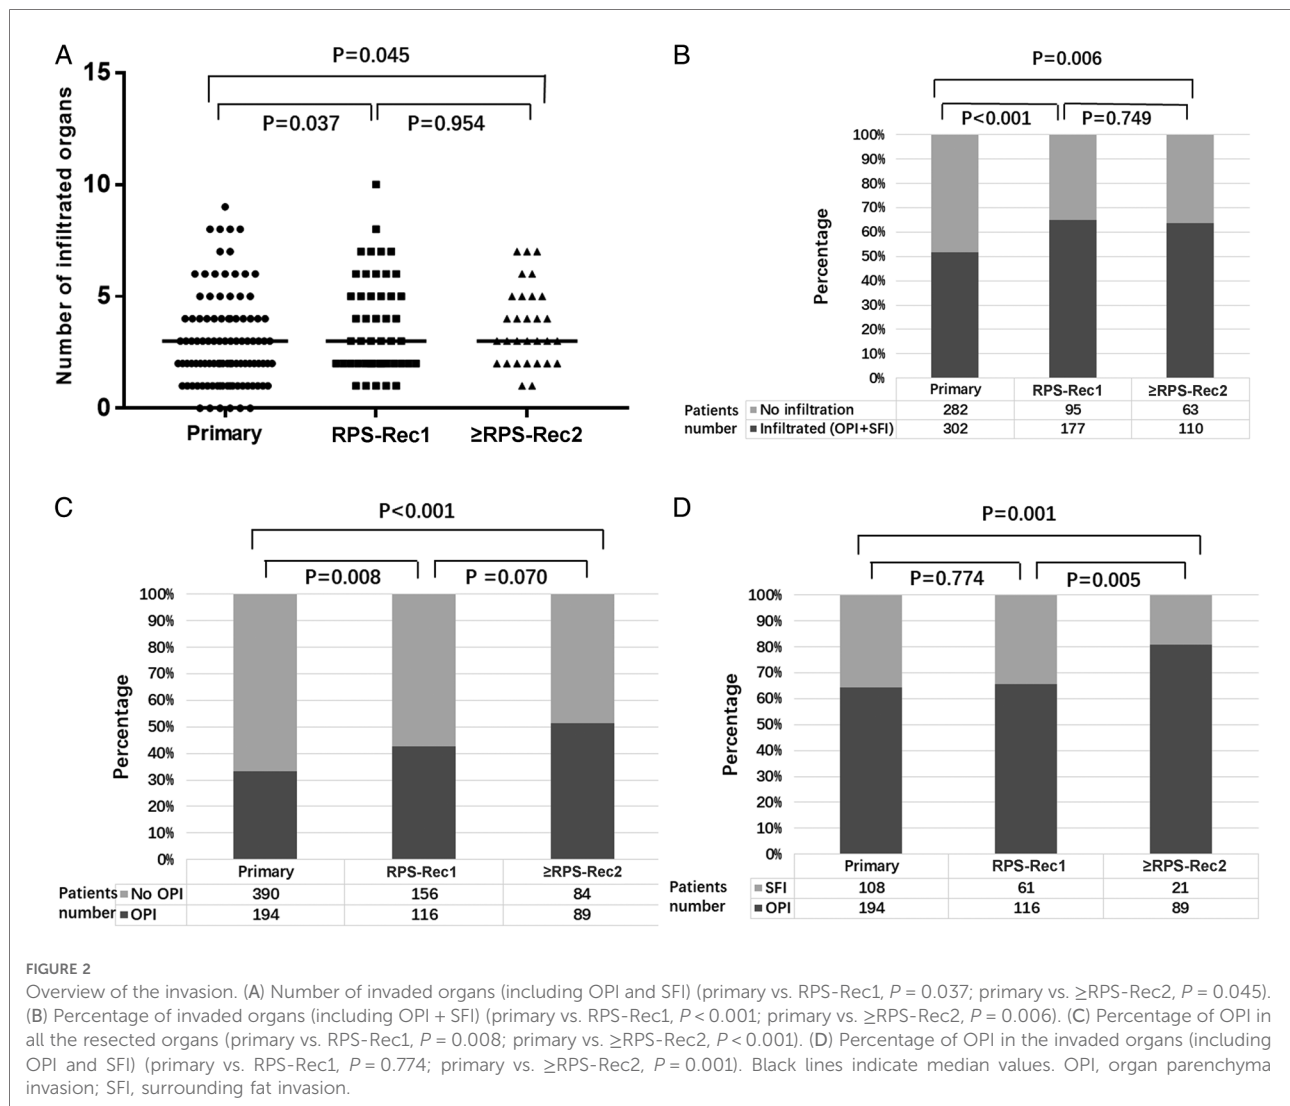 A
P=0.045
P=0.037
P=0.954
Number of infiltrated organs
15
10
5
0
Primary
RPS-Rec1
≥RPS-Rec2
B
P=0.006
P<0.001
P=0.749
Percentage
100%
90%
80%
70%
60%
50%
40%
30%
20%
10%
0%
Primary RPS-Rec1 ≥RPS-Rec2
Patients No infiltration 282 95 63
number Infiltrated (OPI+SFI) 302 177 110
C
P<0.001
P=0.008
P =0.070
Percentage
100%
90%
80%
70%
60%
50%
40%
30%
20%
10%
0%
Primary RPS-Rec1 ≥RPS-Rec2
Patients No OPI 390 156 84
number OPI 194 116 89
D
P=0.001
P=0.774
P=0.005
Percentage
100%
90%
80%
70%
60%
50%
40%
30%
20%
10%
0%
Primary RPS-Rec1 ≥RPS-Rec2
Patients SFI 108 61 21
number OPI 194 116 89
FIGURE 2
Overview of the invasion. (A) Number of invaded organs (including OPI and SFI) (primary vs. RPS-Rec1, P = 0.037; primary vs. ≥RPS-Rec2, P = 0.045).
(B) Percentage of invaded organs (including OPI + SFI) (primary vs. RPS-Rec1, P < 0.001; primary vs. ≥RPS-Rec2, P = 0.006). (C) Percentage of OPI in
all the resected organs (primary vs. RPS-Rec1, P = 0.008; primary vs. ≥RPS-Rec2, P < 0.001). (D) Percentage of OPI in the invaded organs (including
OPI and SFI) (primary vs. RPS-Rec1, P = 0.774; primary vs. ≥RPS-Rec2, P = 0.001). Black lines indicate median values. OPI, organ parenchyma
invasion; SFI, surrounding fat invasion.